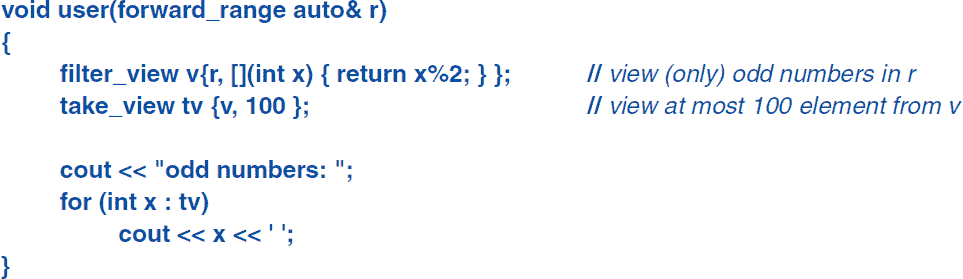 void user(forward_range auto& r)
{
filter_view v{r, [](int x) { return x%2; } }; // view (only) odd numbers in r
take_view tv {v, 100 }; // view at most 100 element from v
cout << "odd numbers: ";
for (int x : tv)
cout << x << ' ';
}